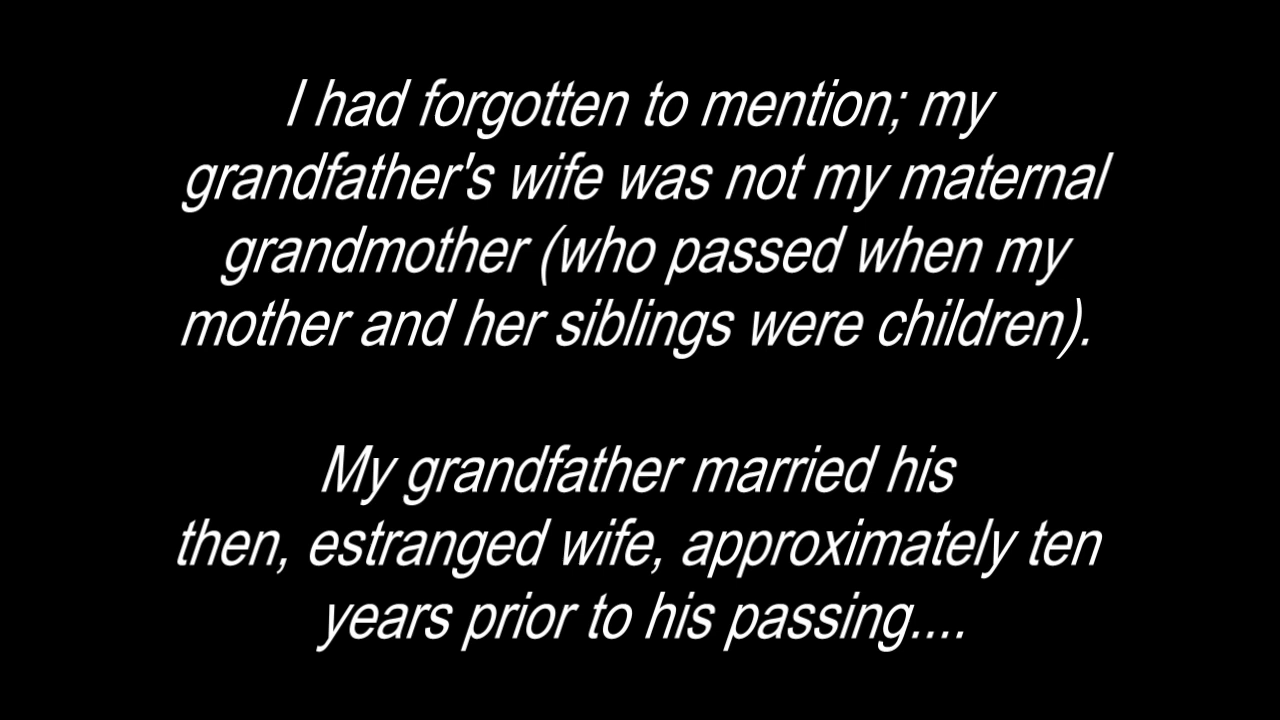 I had forgotten to mention; my
grandfather's wife was not my maternal
grandmother (who passed when my
mother and her siblings were children).
My grandfather married his
then, estranged wife, approximately ten
years prior to his passing....